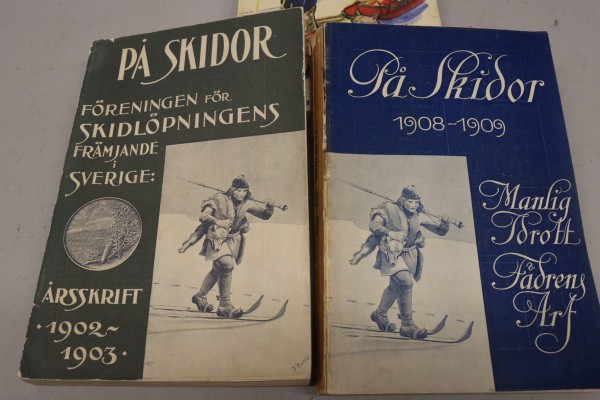 PÅ SKIDOR
FÖRENINGEN FÖR
SKIDLÖPNINGENS
FRÄMJANDE
i
SVERIGE:
ÅRSSKRIFT
·1902~
1903·
På Skidor
1908~1909
Manlig
Idrott
Fädrens
Arf